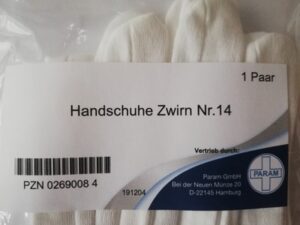 1 Paar
Handschuhe Zwirn Nr.14
Vertrieb durch:
PARAM
Param GmbH
Bei der Neuen Münze 20
D-22145 Hamburg
PZN 0269008 4
191204